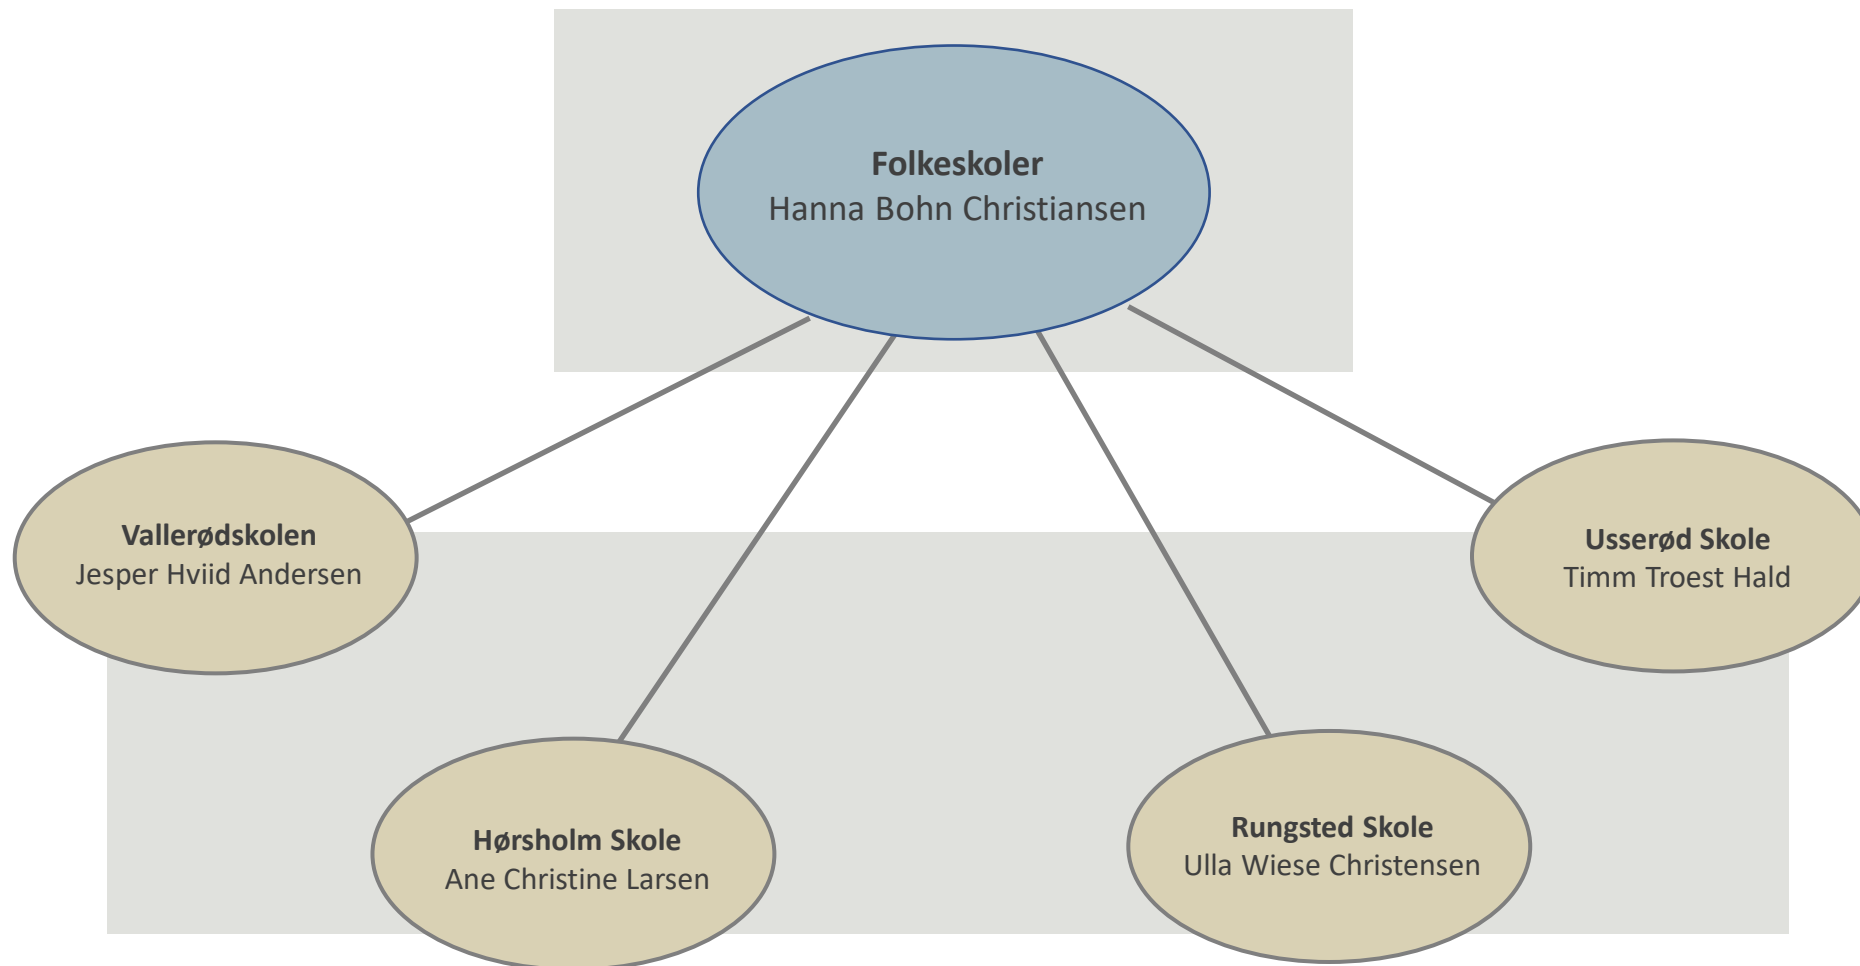 Folkeskoler
Hanna Bohn Christiansen
Vallerødskolen
Jesper Hviid Andersen
Usserød Skole
Timm Troest Hald
Hørsholm Skole
Ane Christine Larsen
Rungsted Skole
Ulla Wiese Christensen